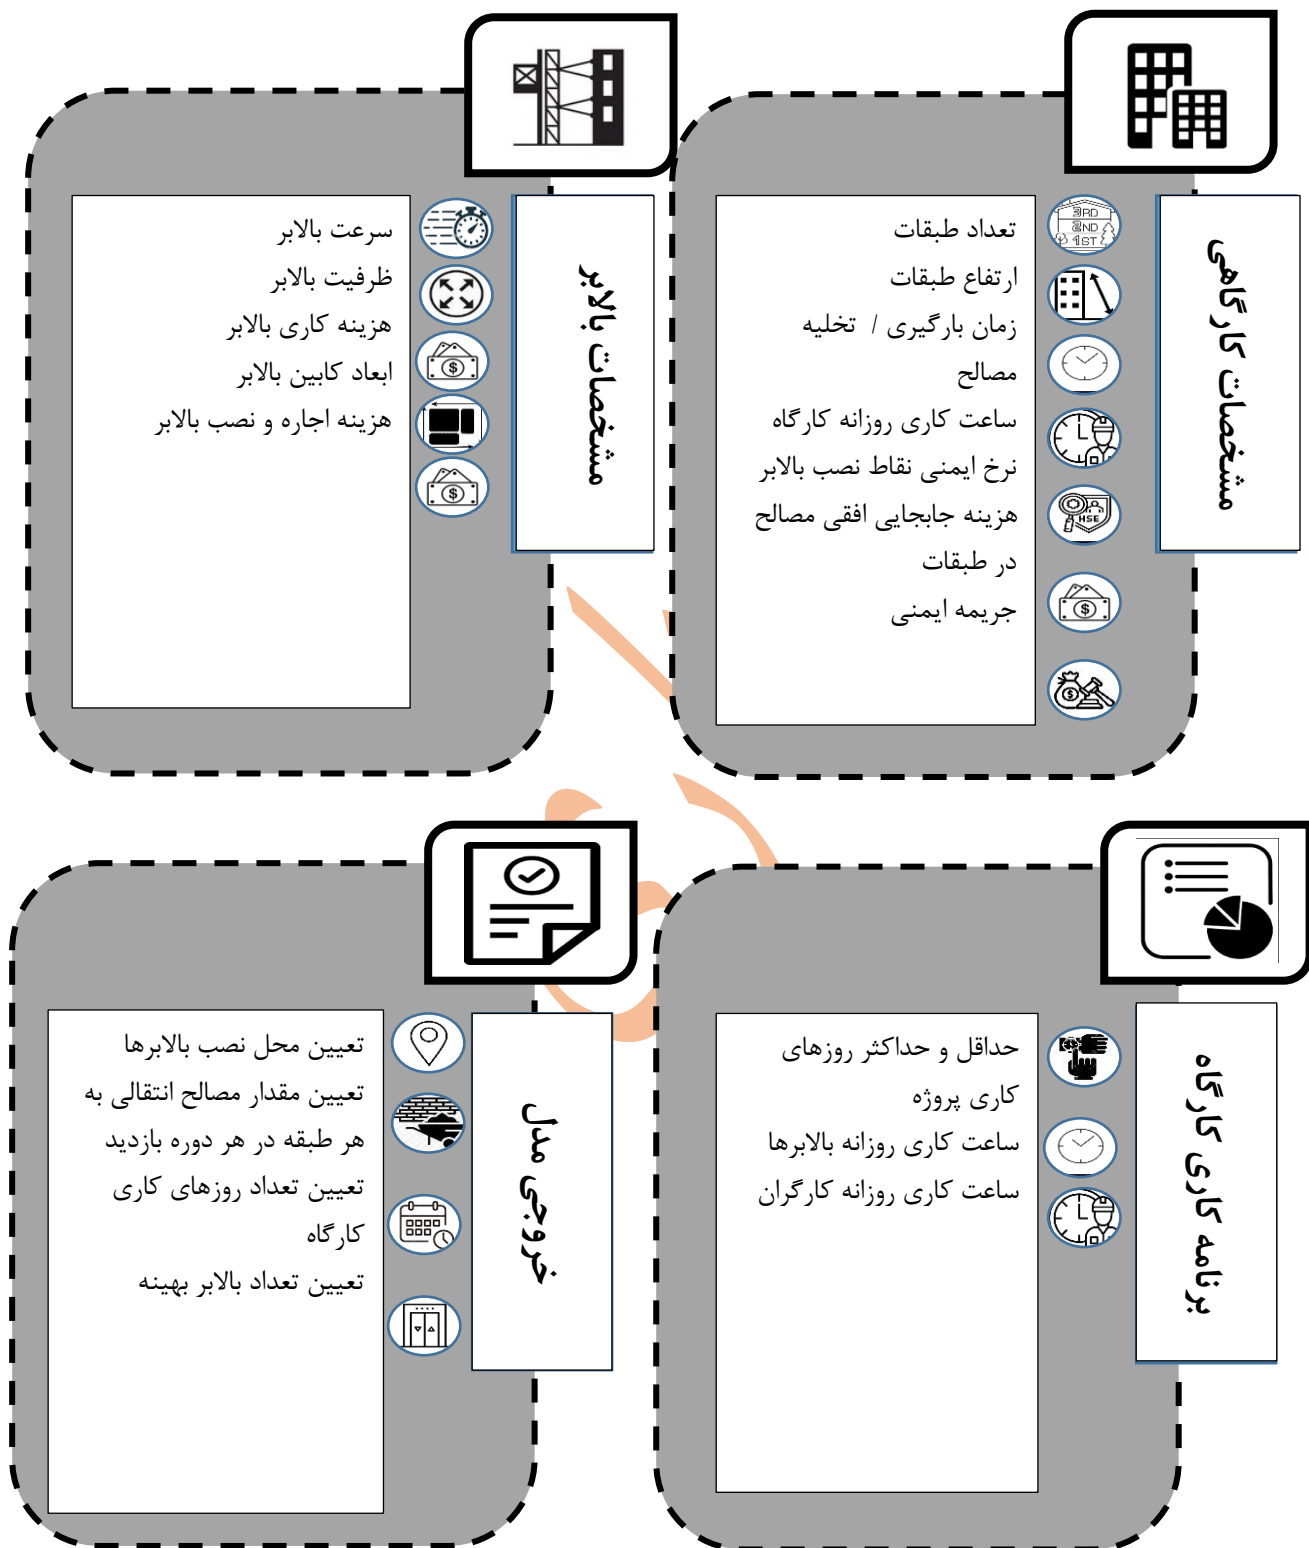 مشخصات کارگاهی
3RD
2ND
1ST
HSE
تعداد طبقات
ارتفاع طبقات
زمان بارگیری / تخلیه
مصالح
ساعت کاری روزانه کارگاه
نرخ ایمنی نقاط نصب بالابر
هزینه جابجایی افقی مصالح
در طبقات
جریمه ایمنی
مشخصات بالابر
سرعت بالابر
ظرفیت بالابر
هزینه کاری بالابر
ابعاد کابین بالابر
هزینه اجاره و نصب بالابر
برنامه کاری کارگاه
حداقل و حداکثر روزهای
کاری پروژه
ساعت کاری روزانه بالابرها
ساعت کاری روزانه کارگران
خروجی مدل
تعیین محل نصب بالابرها
تعیین مقدار مصالح انتقالی به
هر طبقه در هر دوره بازدید
تعیین تعداد روزهای کاری
کارگاه
تعیین تعداد بالابر بهینه